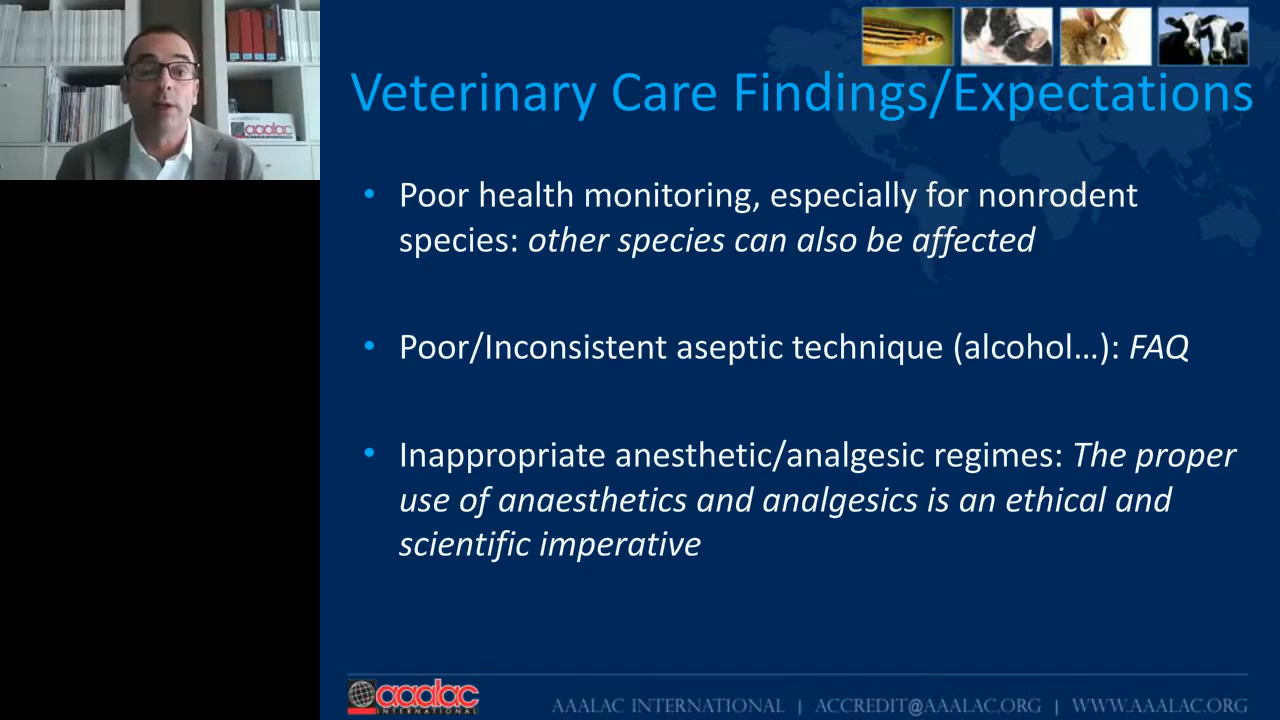 aaalac
Veterinary Care Findings/Expectations
• Poor health monitoring, especially for nonrodent
species: other species can also be affected
• Poor/Inconsistent aseptic technique (alcohol...): FAQ
• Inappropriate anesthetic/analgesic regimes: The proper
use of anaesthetics and analgesics is an ethical and
scientific imperative
aaalac
INTERNATIONAL
AAALAC INTERNATIONAL | ACCREDIT@AAALAC.ORG | WWW.AAALAC.ORG